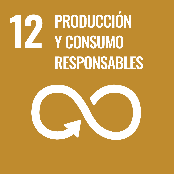 12 PRODUCCIÓN
Y CONSUMO
RESPONSABLES